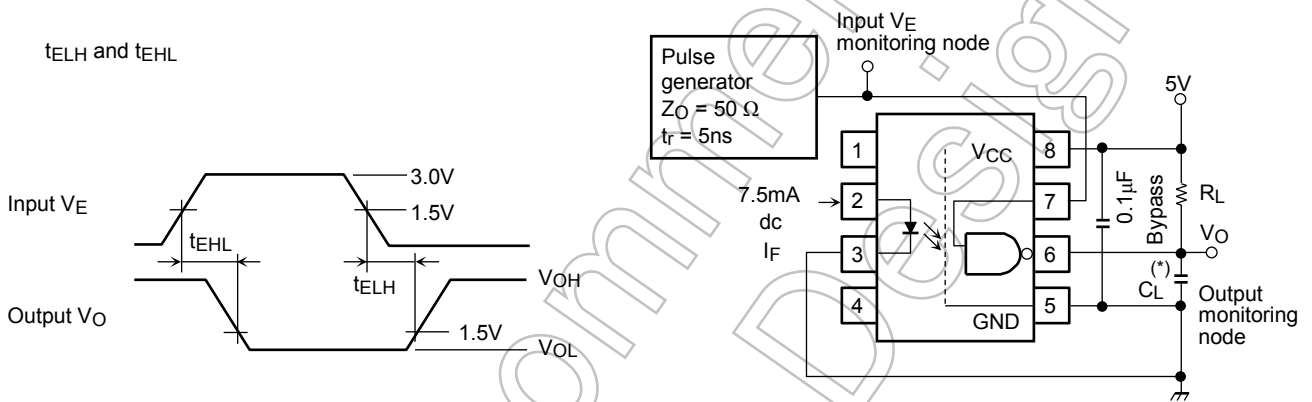 tELH and tEHL
Input VE
3.0V
1.5V
tEHL
tELH
Output VO
VOH
1.5V
VOL
Pulse
generator
ZO = 50 Ω
tr = 5ns
Input VE
monitoring node
5V
1
2
3
4
VCC
GND
8
7
6
5
7.5mA
dc
IF
0.1μF
Bypass
RL
VO
(*)
CL
Output
monitoring
node